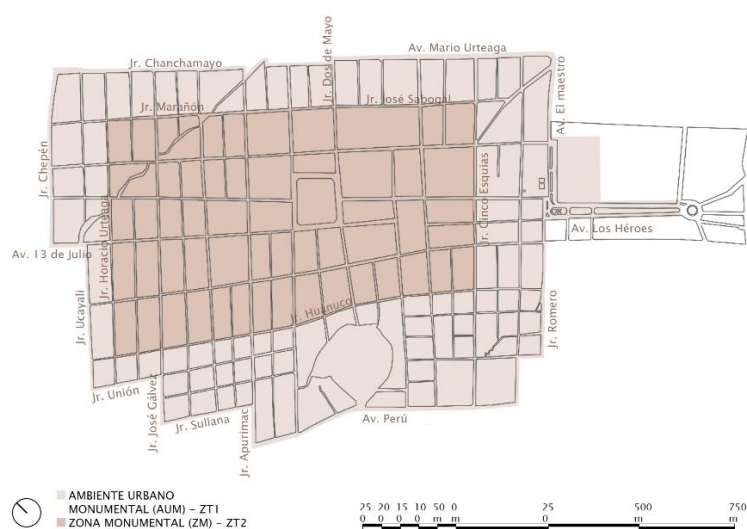 Av. Mario Urteaga
Jr. Chanchamayo
Jr. Dos de Mayo
Av. El maestro
Jr. José Sabogal
Jr. Marañón
Jr. Chepén
Jr. Cinco Esquias
Jr. Horacio Urteaga
Av. Los Héroes
Av. 13 de Julio
Jr. Ucayali
Jr. Huánuco
Jr. Romero
Jr. Unión
Jr. José Gálvez
Jr. Sullana
Jr. Apurimac
Av. Perú
AMBIENTE URBANO
MONUMENTAL (AUM) - ZT1
ZONA MONUMENTAL (ZM) - ZT2
25 20 15 10 50 0 25 500 750
0 0 0 0 m m 0 m m
m m